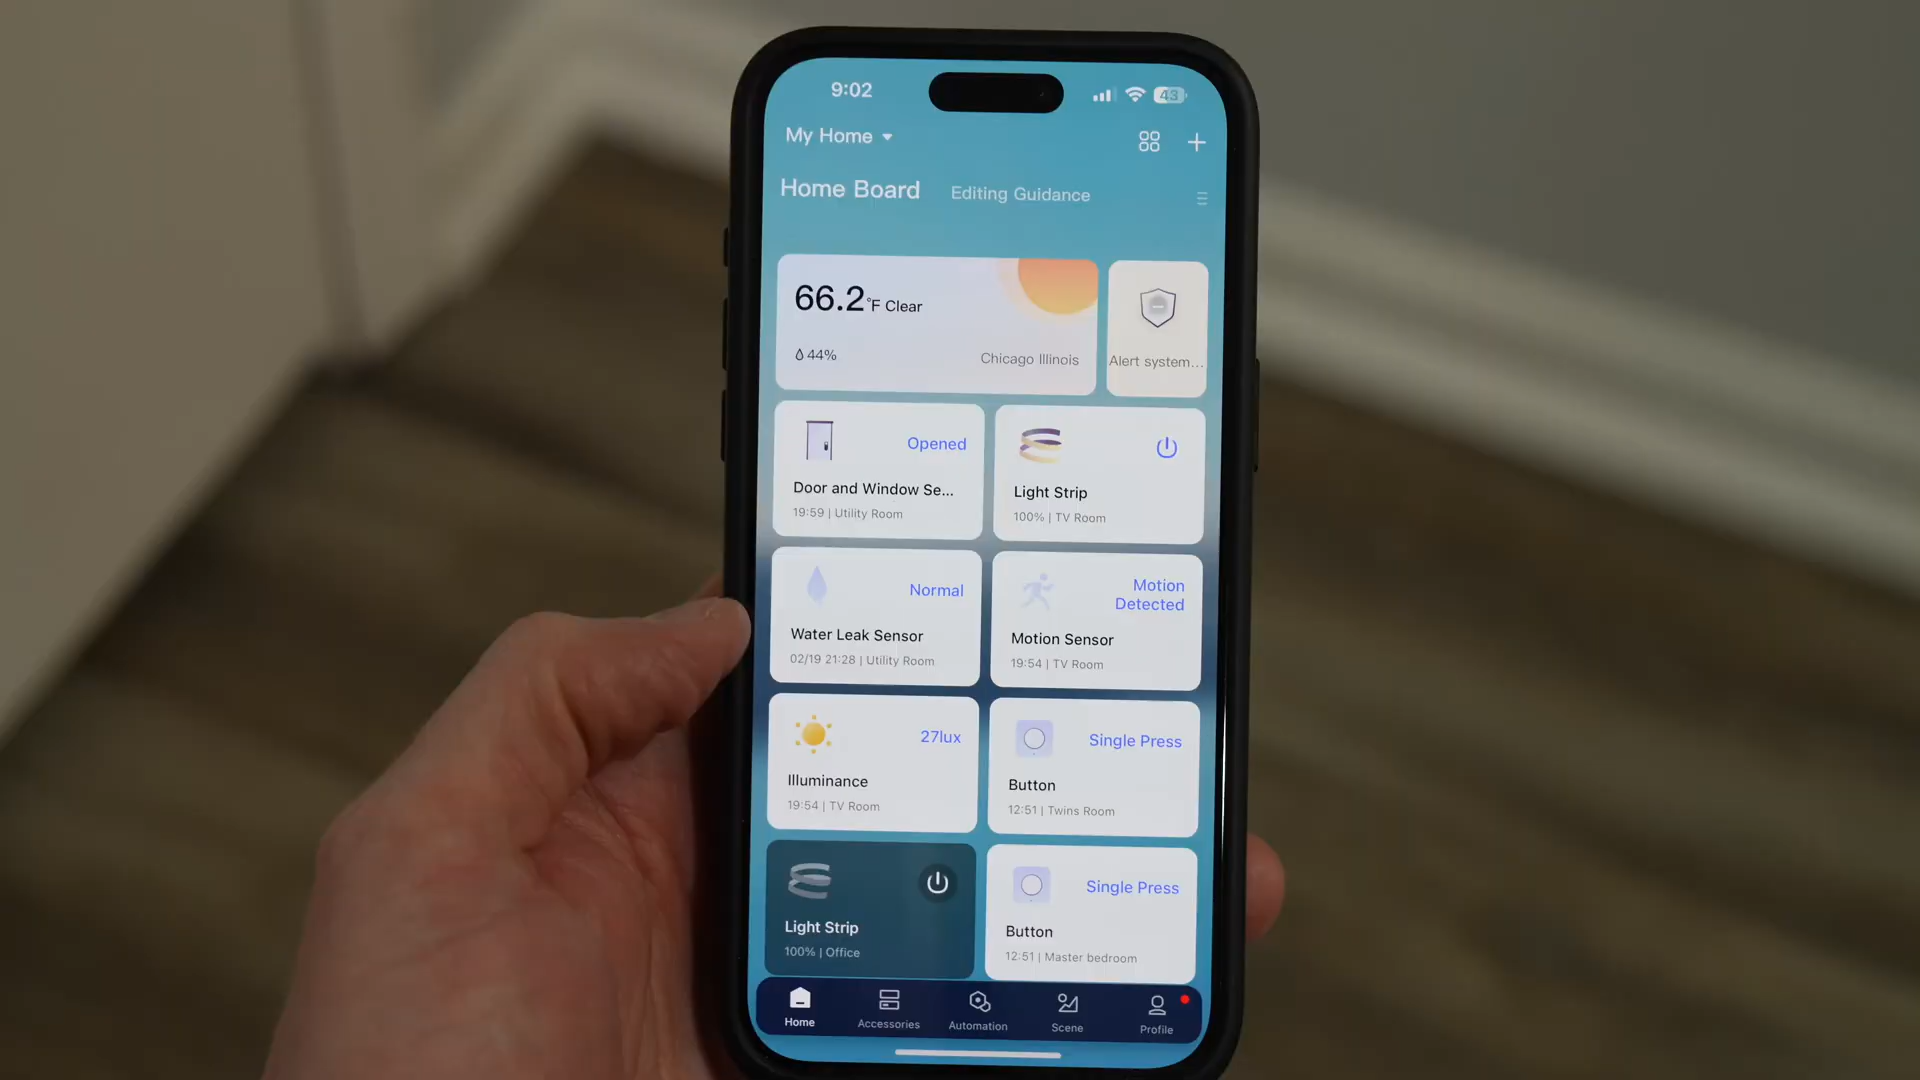 9:02
43
My Home
Home Board
Editing Guidance
66.2°F Clear
44%
Chicago Illinois
Alert system...
Opened
Door and Window Se...
19:59 | Utility Room
Light Strip
100% | TV Room
Normal
Water Leak Sensor
02/19 21:28 | Utility Room
Motion
Detected
Motion Sensor
19:54 | TV Room
27lux
Illuminance
19:54 | TV Room
Single Press
Button
12:51 | Twins Room
Light Strip
100% | Office
Single Press
Button
12:51 | Master bedroom
Home
Accessories
Automation
Scene
Profile